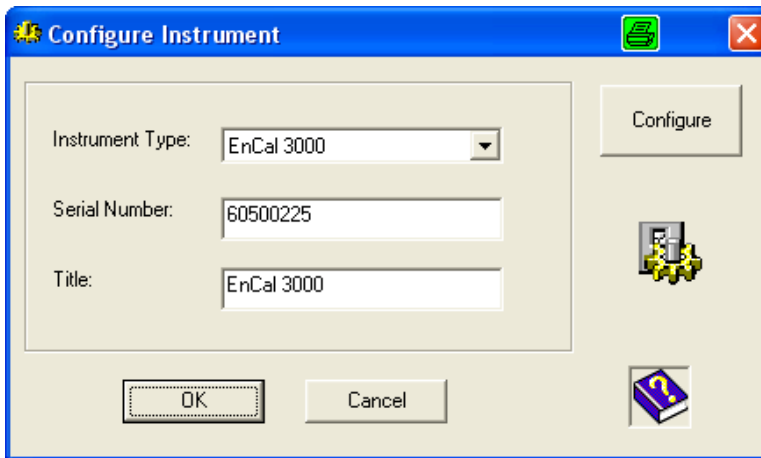 Configure Instrument
Instrument Type: EnCal 3000
Configure
Serial Number: 60500225
Title: EnCal 3000
OK Cancel